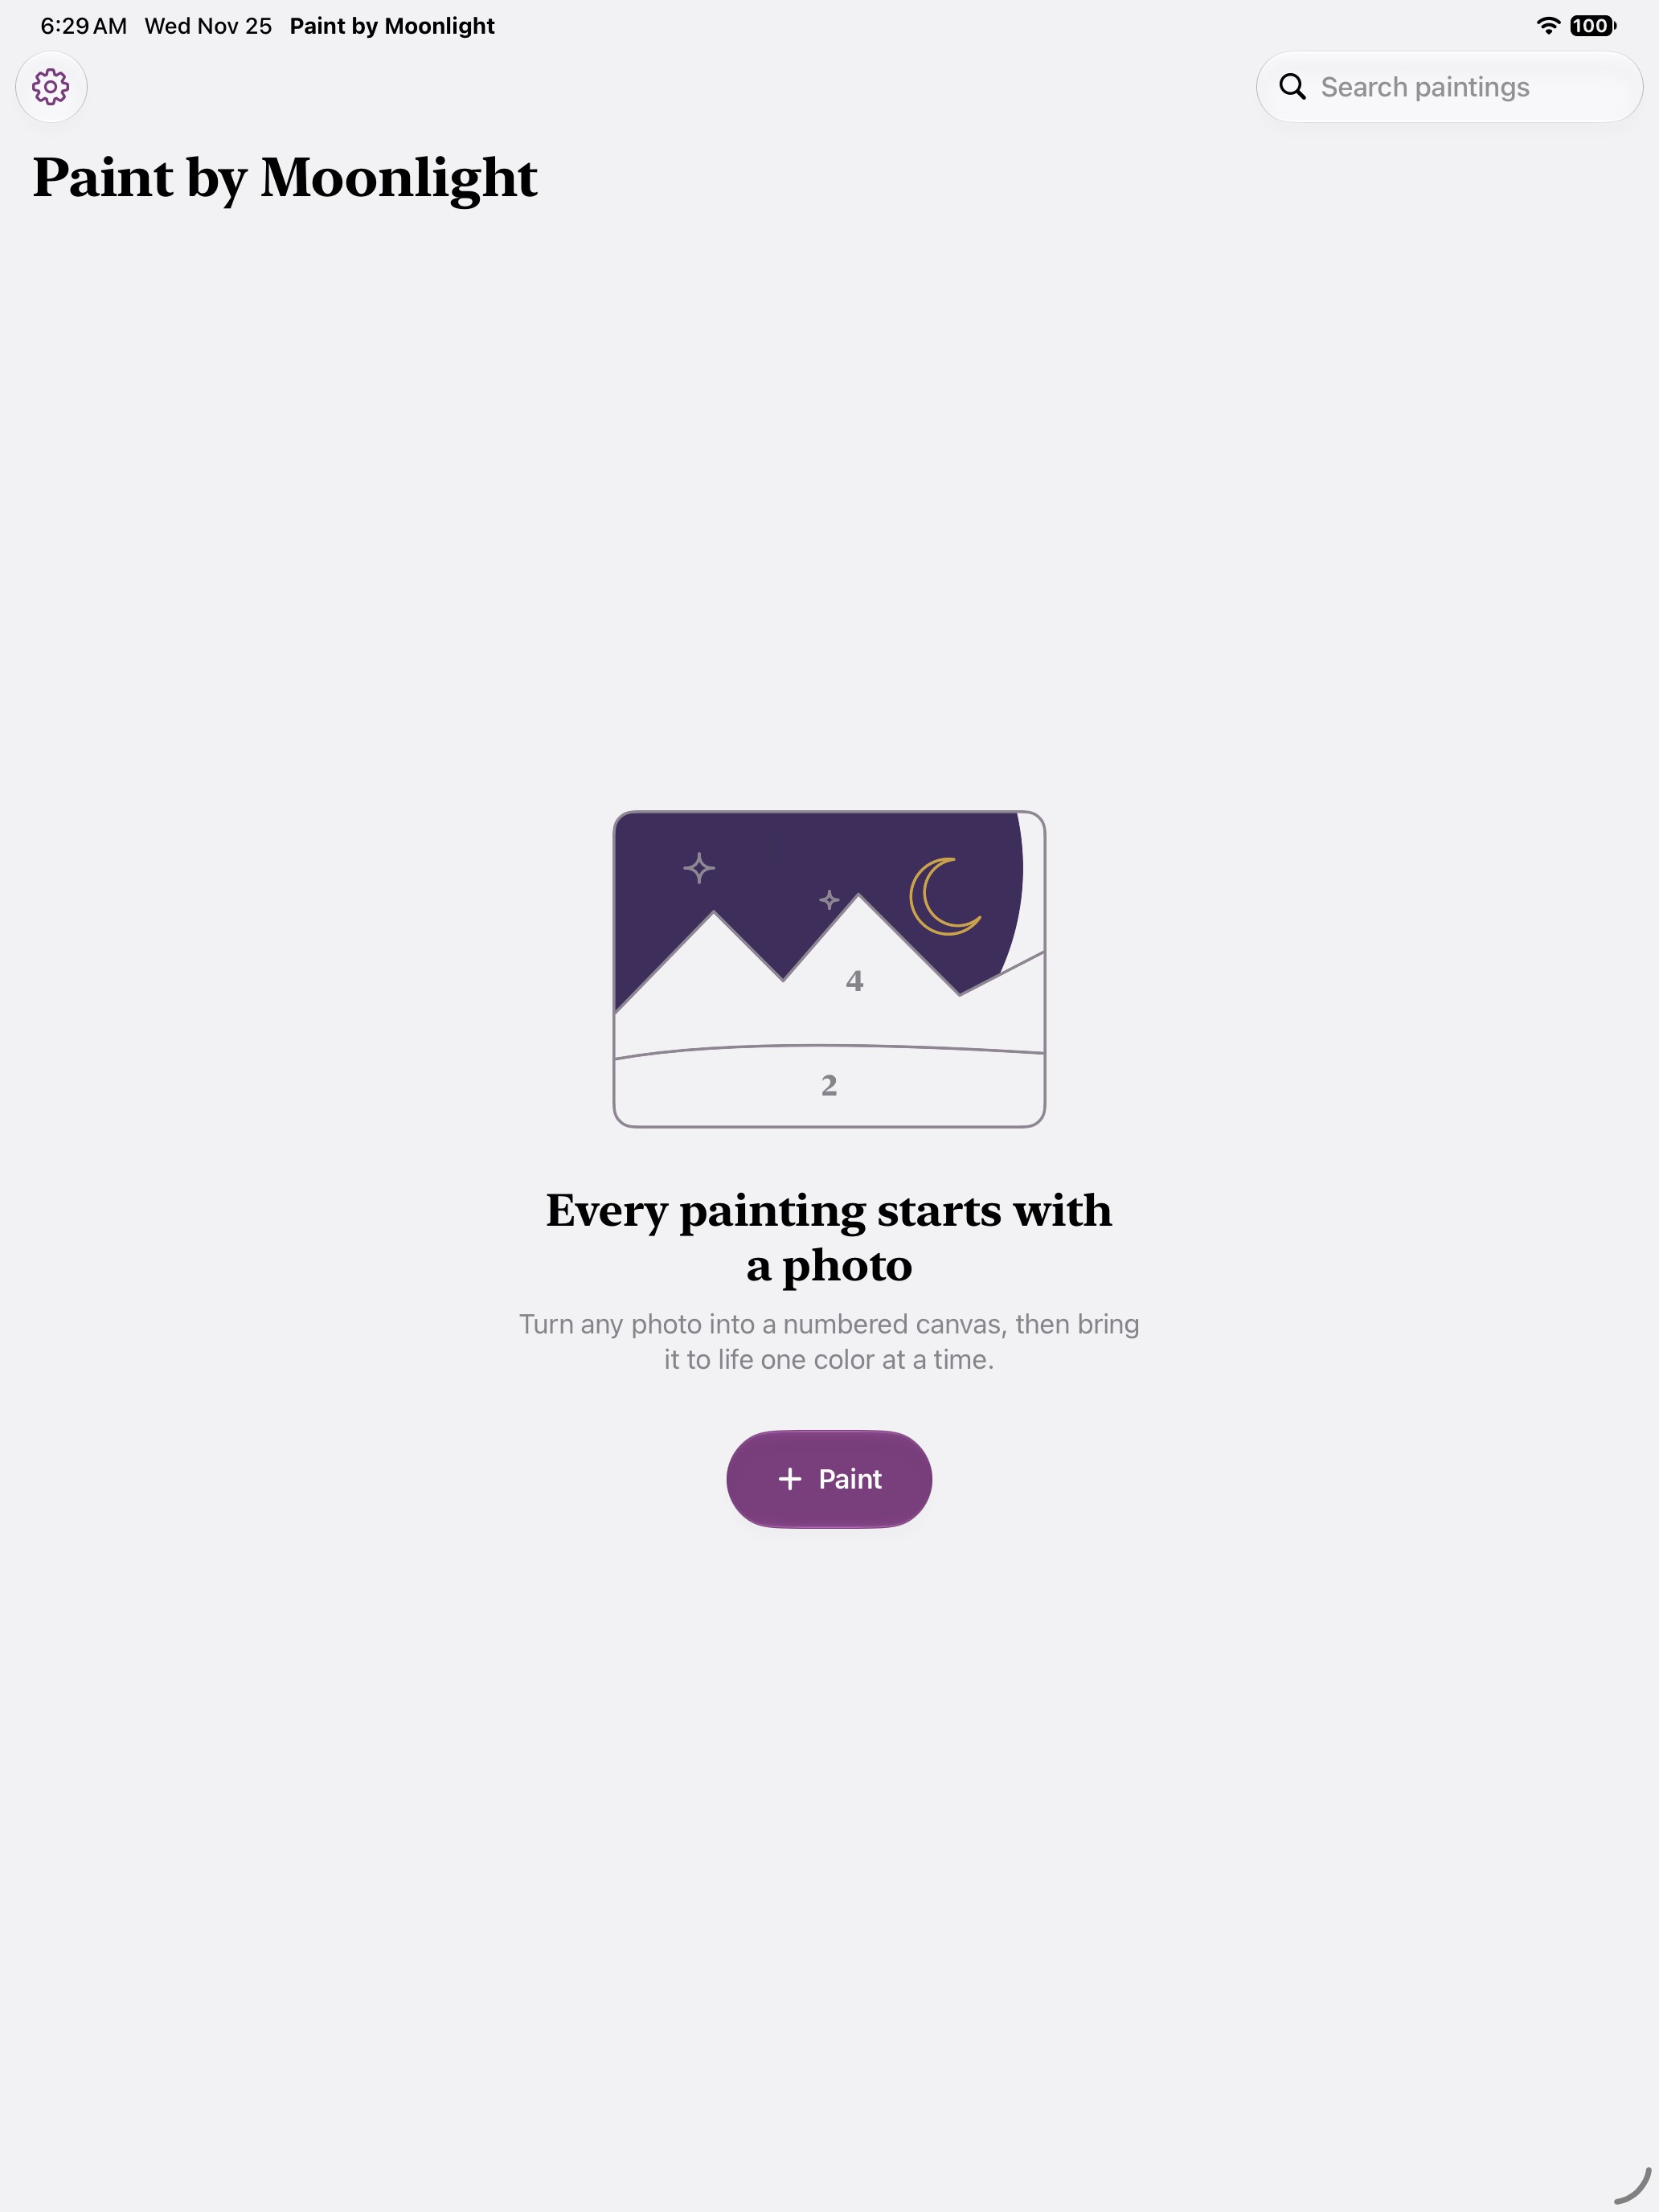 6:29 AM Wed Nov 25 Paint by Moonlight
100
Search paintings
Paint by Moonlight
4
2
Every painting starts with
a photo
Turn any photo into a numbered canvas, then bring
it to life one color at a time.
+ Paint